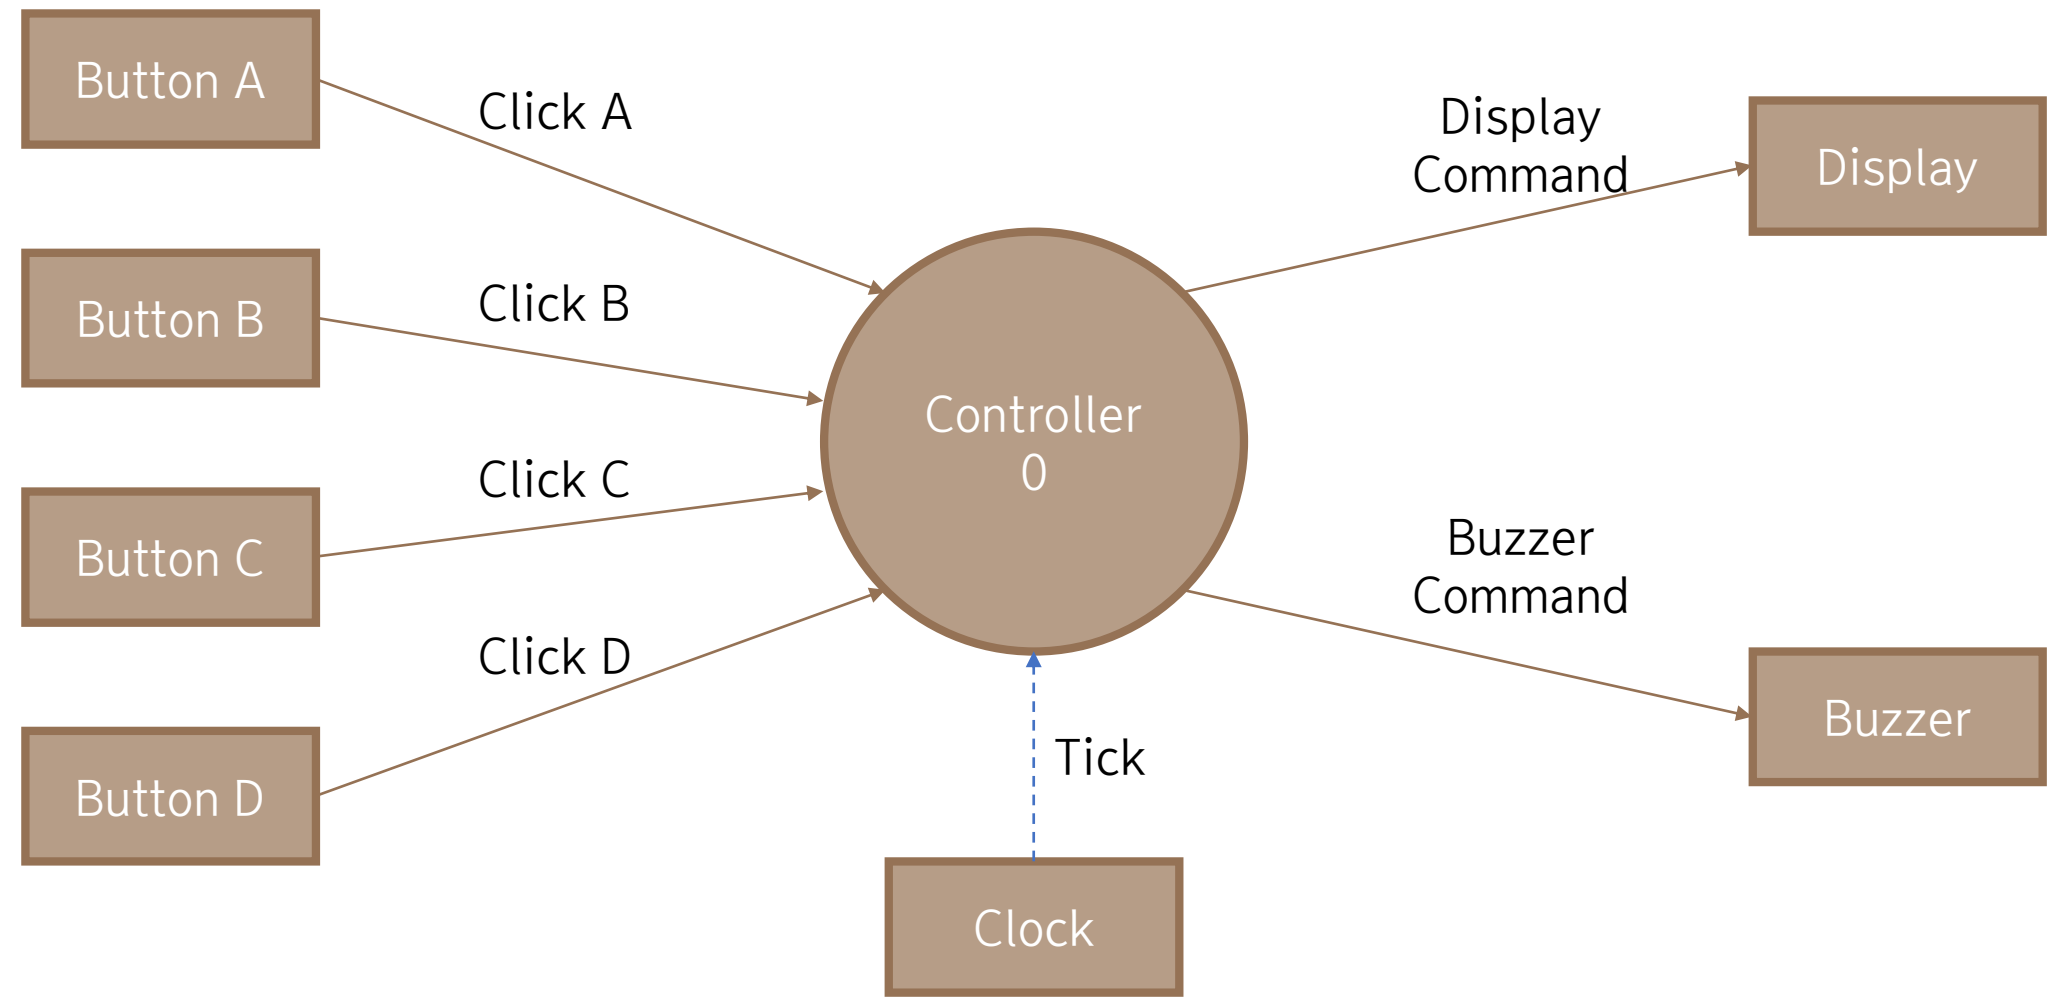 Button A
Click A
Display
Command
Display
Button B
Click B
Controller
0
Button C
Click C
Buzzer
Command
Button D
Click D
Buzzer
Tick
Clock